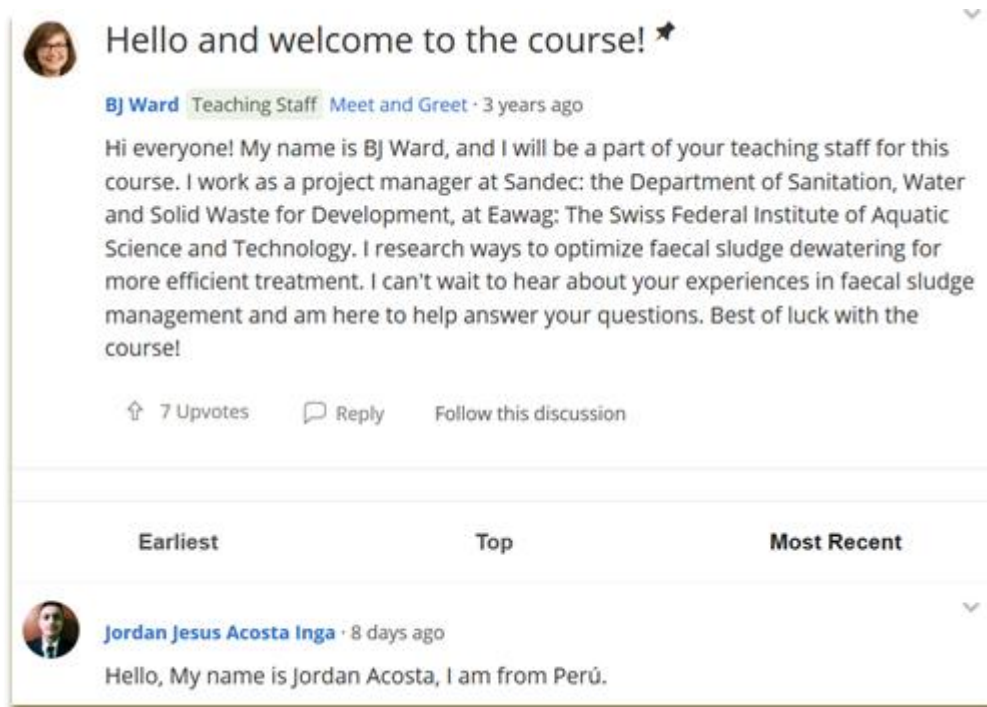 Hello and welcome to the course!
BJ Ward Teaching Staff Meet and Greet · 3 years ago
Hi everyone! My name is BJ Ward, and I will be a part of your teaching staff for this
course. I work as a project manager at Sandec: the Department of Sanitation, Water
and Solid Waste for Development, at Eawag: The Swiss Federal Institute of Aquatic
Science and Technology. I research ways to optimize faecal sludge dewatering for
more efficient treatment. I can't wait to hear about your experiences in faecal sludge
management and am here to help answer your questions. Best of luck with the
course!
7 Upvotes Reply Follow this discussion
Earliest Top Most Recent
Jordan Jesus Acosta Inga · 8 days ago
Hello, My name is Jordan Acosta, I am from Perú.